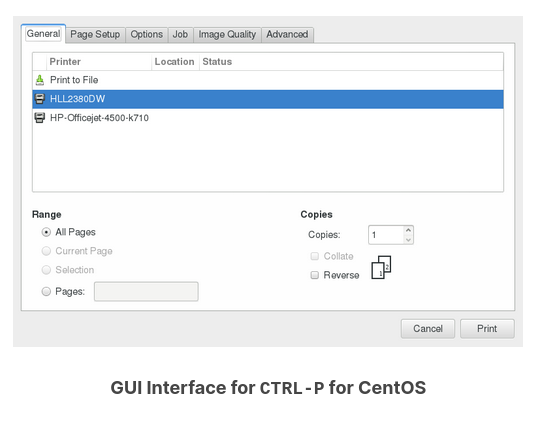 General Page Setup Options Job Image Quality Advanced
Printer Location Status
Print to File
HLL2380DW
HP-Officejet-4500-k710
Range
All Pages
Current Page
Selection
Pages:
Copies
Copies: 1
Collate
Reverse
1 2
Cancel Print
GUI Interface for CTRL-P for CentOS